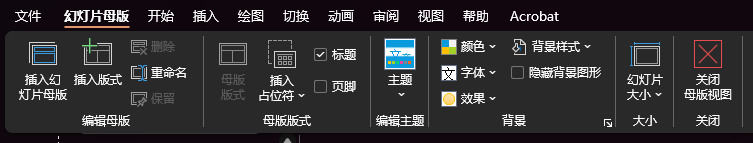 文件 幻灯片母版 开始 插入 绘图 切换 动画 审阅 视图 帮助 Acrobat
插入幻灯片母版
插入版式
删除
重命名
保留
编辑母版
母版版式
插入占位符
标题
页脚
母版版式
主题
编辑主题
颜色
字体
效果
背景样式
隐藏背景图形
背景
幻灯片大小
大小
关闭母版视图
关闭